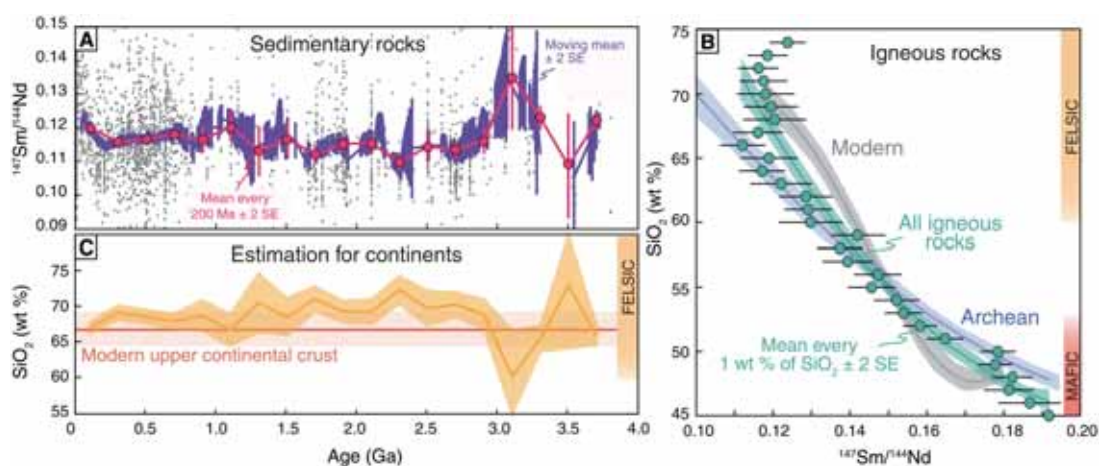 A
Sedimentary rocks
Moving mean
± 2 SE
Mean every
200 Ma ± 2 SE
147Sm/144Nd
0.15
0.13
0.12
0.11
0.10
0.09
C
Estimation for continents
FELSIC
Modern upper continental crust
SiO2 (wt %)
75
70
65
60
55
0.0
0.5
1.0
1.5
2.0
2.5
3.0
3.5
4.0
Age (Ga)
B
Igneous rocks
FELSIC
Modern
All igneous
rocks
Archean
Mean every
1 wt % of SiO2 ± 2 SE
MAFIC
SiO2 (wt %)
75
70
65
60
55
50
45
0.10
0.12
0.14
0.16
0.18
0.20
147Sm/144Nd